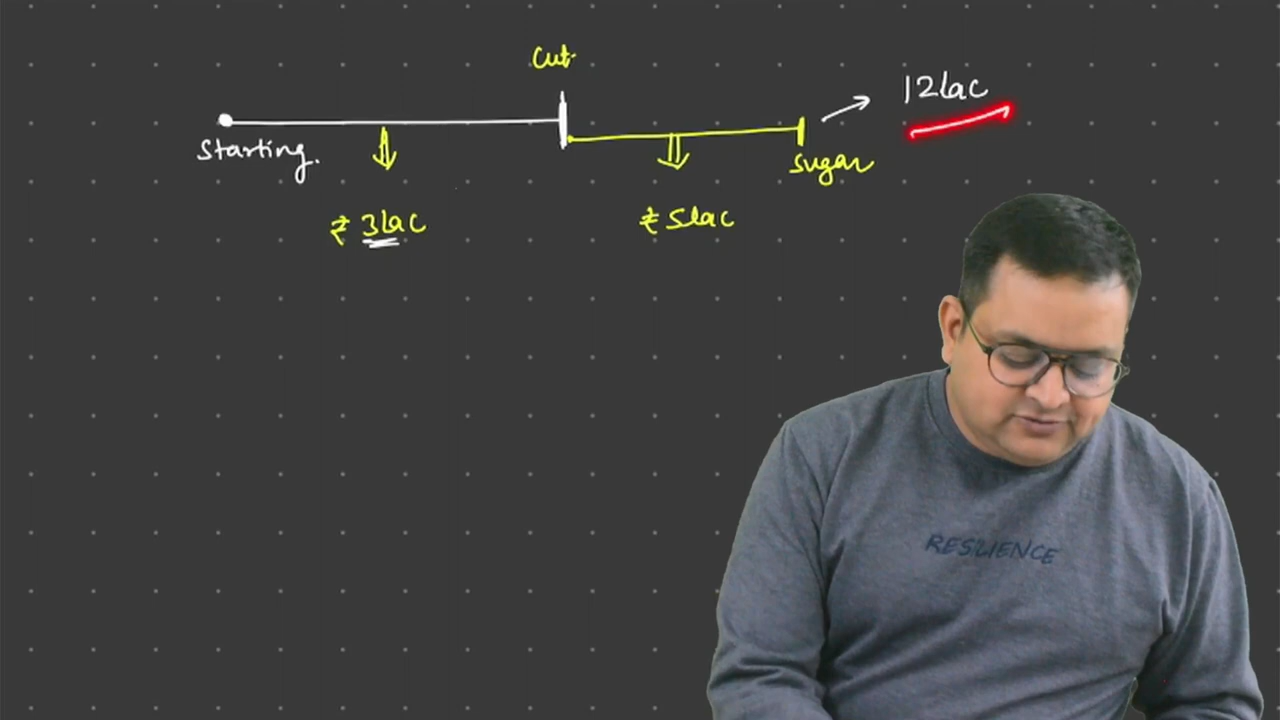 Cut
12lac
Starting.
Sugar
₹ 3lac
₹ 5lac
RESILIENCE